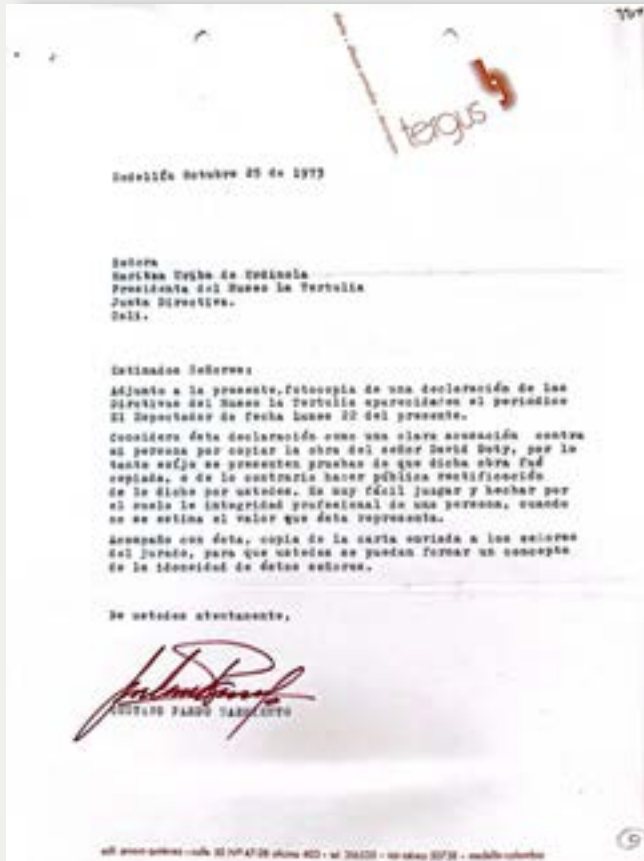 tergus
Medellín Octubre 25 de 1973
Señora
Maritza Uribe de Urdinola
Presidenta del Museo la Tertulia
Junta Directiva.
Cali.
Estimados Señores:
Adjunto a la presente, fotocopia de una declaración de las
Directivas del Museo la Tertulia aparecida en el periódico
El Espectador de fecha Lunes 22 del presente.
Considero ésta declaración como una clara acusación contra
mi persona por copiar la obra del señor David Doty, por lo
tanto exijo se presenten pruebas de que dicha obra fué
copiada, o de lo contrario hacer pública rectificación
de lo dicho por ustedes. Es muy fácil juzgar y hechar por
el suelo la integridad profesional de una persona, cuando
no se estima el valor que ésta representa.
Acompaño con ésta, copia de la carta enviada a los señores
del jurado, para que ustedes se puedan formar un concepto
de la idoneidad de éstos señores.
De ustedes atentamente,
GUSTAVO PARDO SARMIENTO